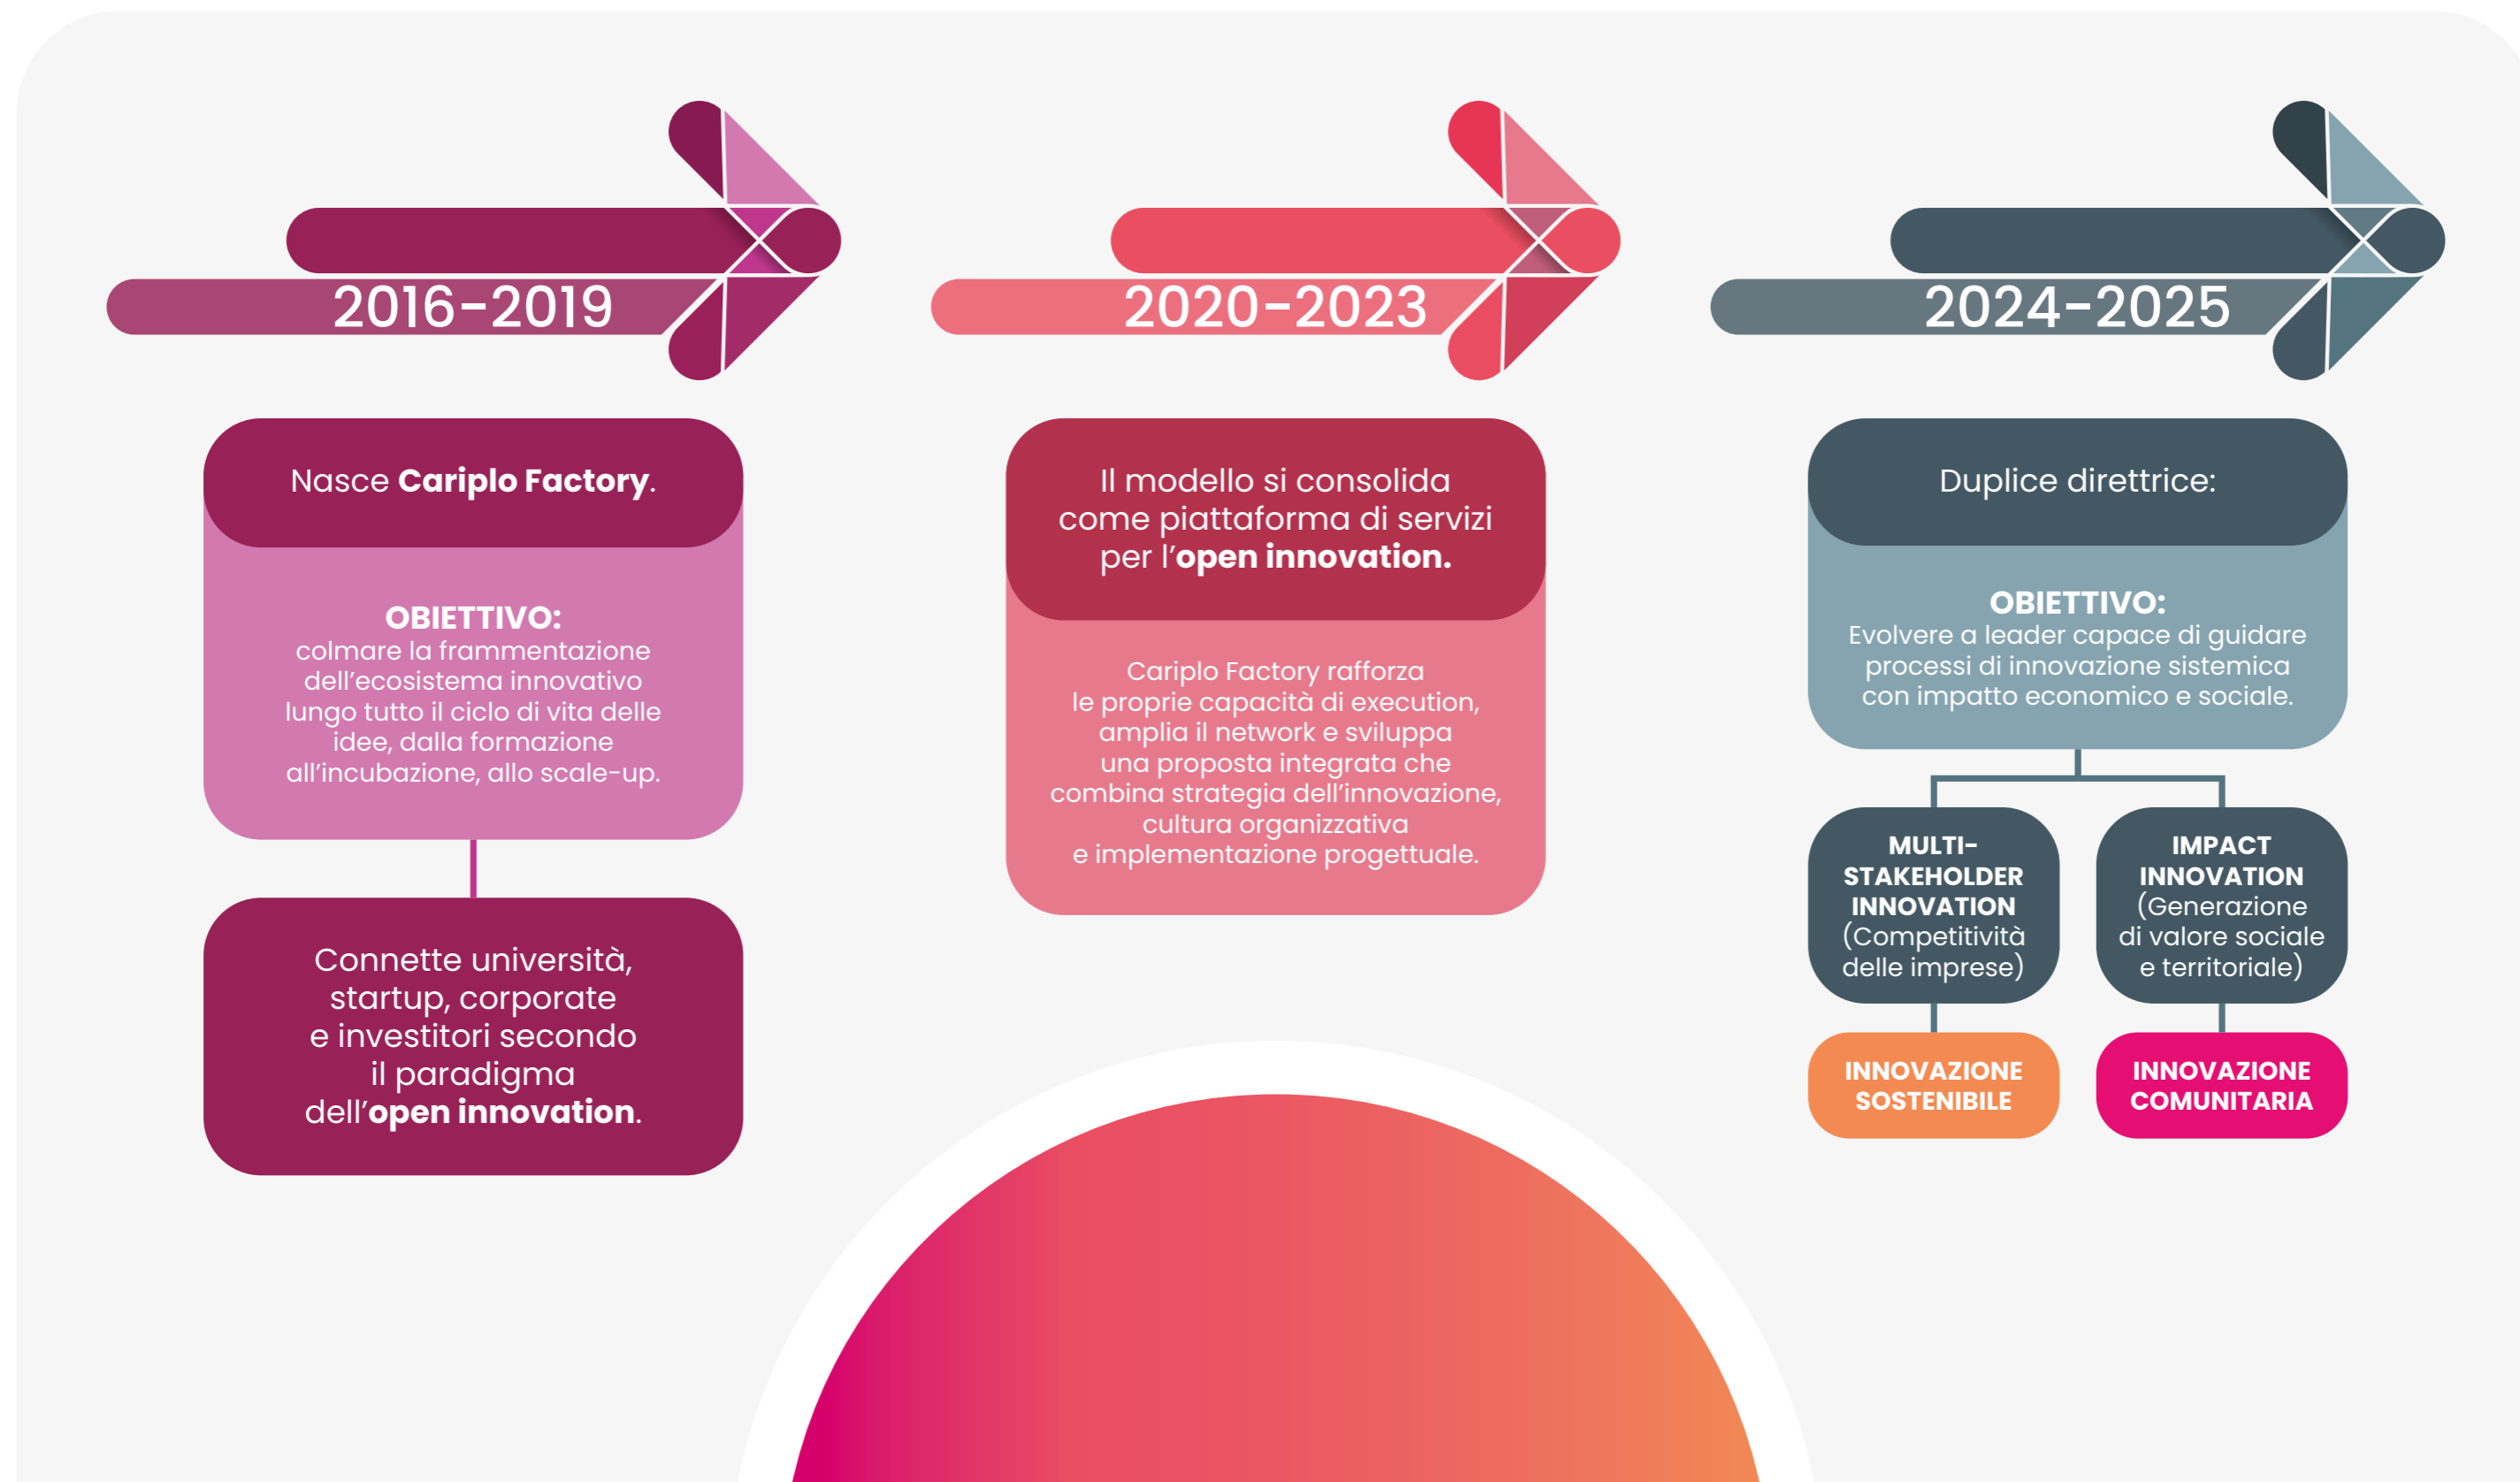 2016-2019
Nasce Cariplo Factory.
OBIETTIVO:
colmare la frammentazione
dell’ecosistema innovativo
lungo tutto il ciclo di vita delle
idee, dalla formazione
all’incubazione, allo scale-up.
Connette università,
startup, corporate
e investitori secondo
il paradigma
dell’open innovation.
2020-2023
Il modello si consolida
come piattaforma di servizi
per l’open innovation.
Cariplo Factory rafforza
le proprie capacità di execution,
amplia il network e sviluppa
una proposta integrata che
combina strategia dell’innovazione,
cultura organizzativa
e implementazione progettuale.
2024-2025
Duplice direttrice:
OBIETTIVO:
Evolvere a leader capace di guidare
processi di innovazione sistemica
con impatto economico e sociale.
MULTI-
STAKEHOLDER
INNOVATION
(Competitività
delle imprese)
INNOVAZIONE
SOSTENIBILE
IMPACT
INNOVATION
(Generazione
di valore sociale
e territoriale)
INNOVAZIONE
COMUNITARIA